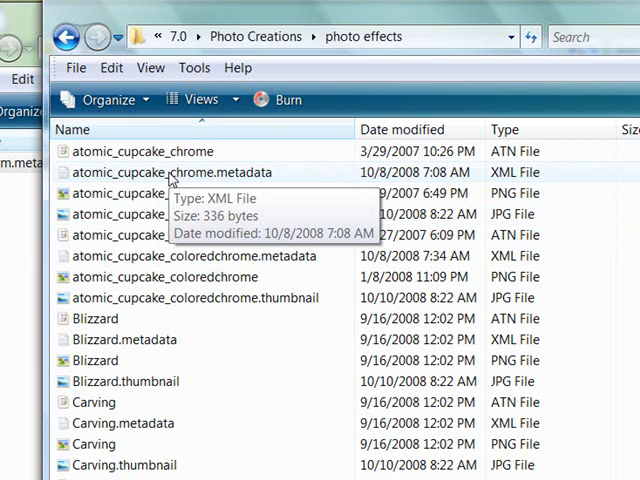 « 7.0 Photo Creations photo effects Search
Edit
File Edit View Tools Help
Organize
Organize Views Burn
Name Date modified Type
atomic_cupcake_chrome 3/29/2007 10:26 PM ATN File
m.meta atomic_cupcake_chrome.metadata 10/8/2008 7:08 AM XML File
atomic_cupcake_ 2007 6:49 PM PNG File
Type: XML File
atomic_cupcake_ 2008 8:22 AM JPG File
Size: 336 bytes
atomic_cupcake_ 2007 6:09 PM ATN File
Date modified: 10/8/2008 7:08 AM
atomic_cupcake_coloredchrome.metadata 10/8/2008 7:34 AM XML File
atomic_cupcake_coloredchrome 1/8/2008 11:09 PM PNG File
atomic_cupcake_coloredchrome.thumbnail 10/10/2008 8:22 AM JPG File
Blizzard 9/16/2008 12:02 PM ATN File
Blizzard.metadata 9/16/2008 12:02 PM XML File
Blizzard 9/16/2008 12:02 PM PNG File
Blizzard.thumbnail 10/10/2008 8:22 AM JPG File
Carving 9/16/2008 12:02 PM ATN File
Carving.metadata 9/16/2008 12:02 PM XML File
Carving 9/16/2008 12:02 PM PNG File
Carving.thumbnail 10/10/2008 8:22 AM JPG File